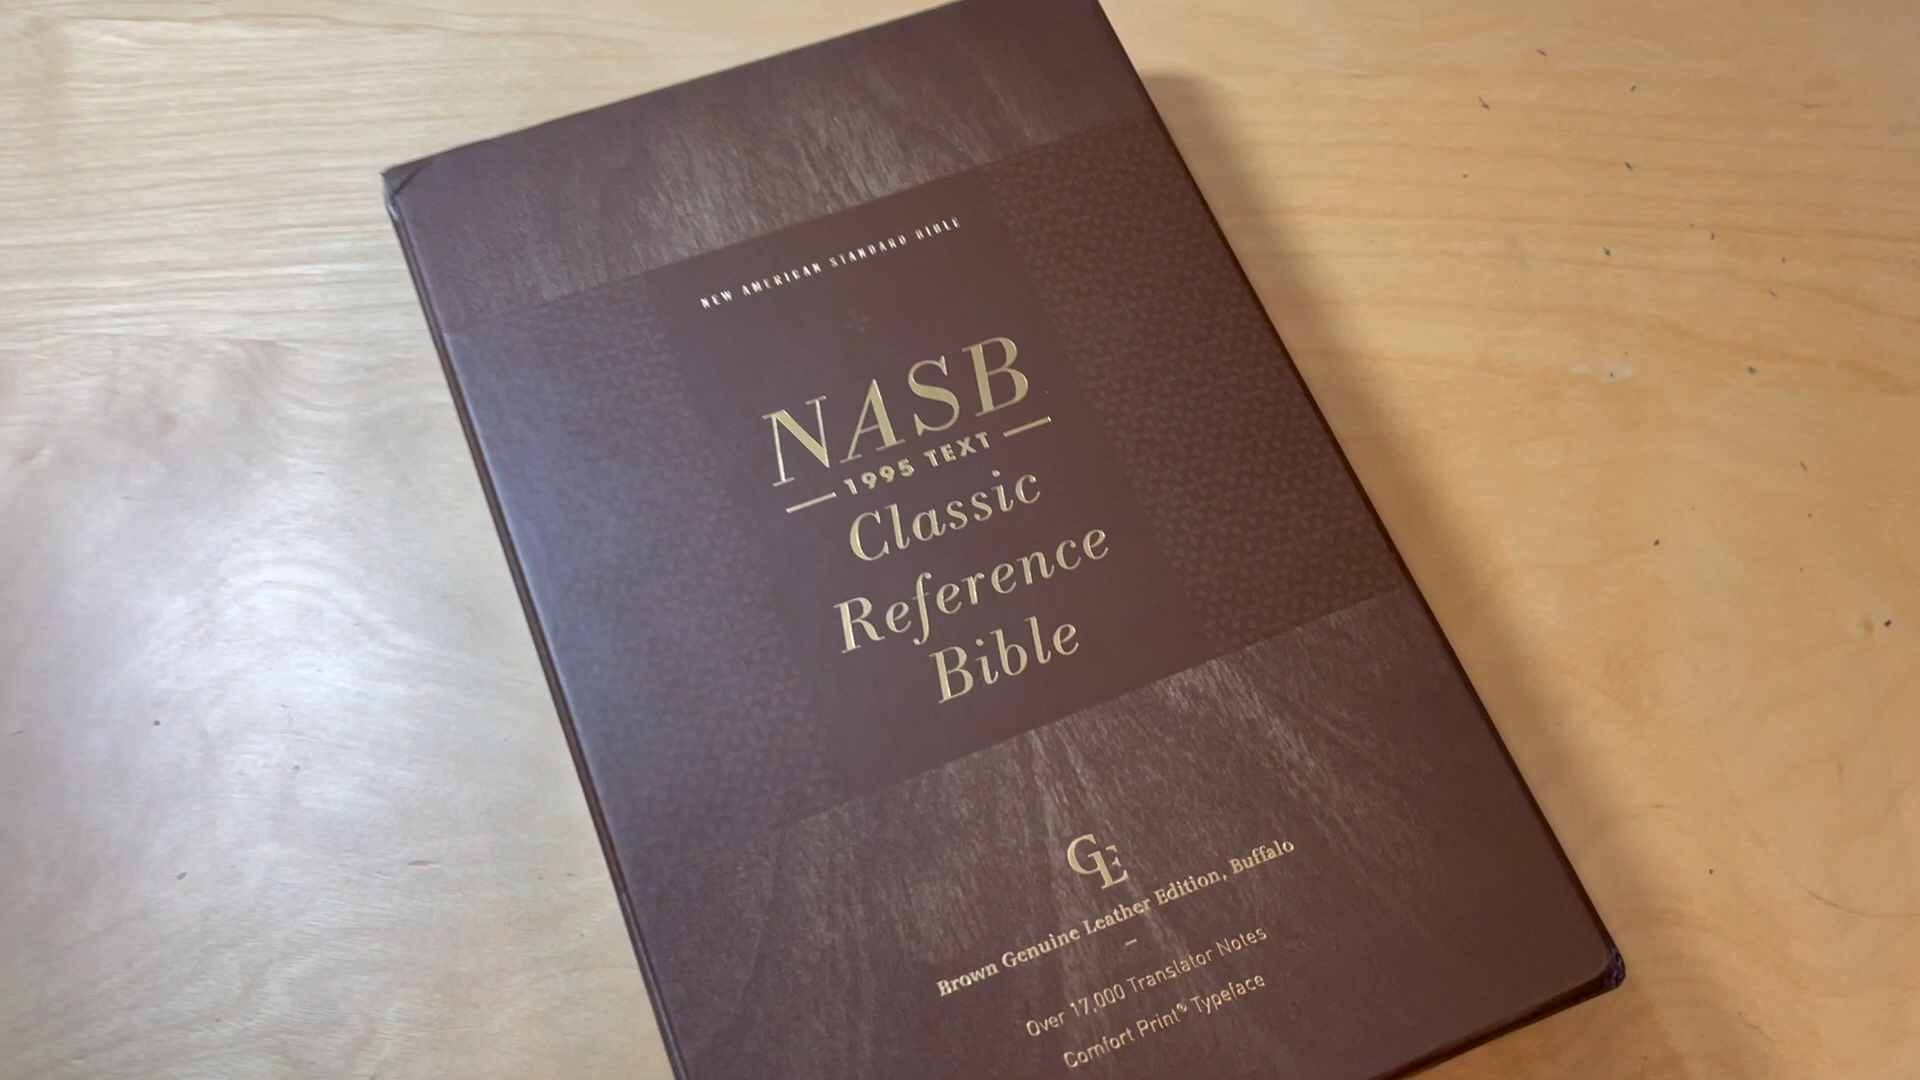 NEW AMERICAN STANDARD BIBLE
NASB
1995 TEXT
Classic
Reference
Bible
GE
Brown Genuine Leather Edition, Buffalo
Over 17,000 Translator Notes
Comfort Print® Typeface